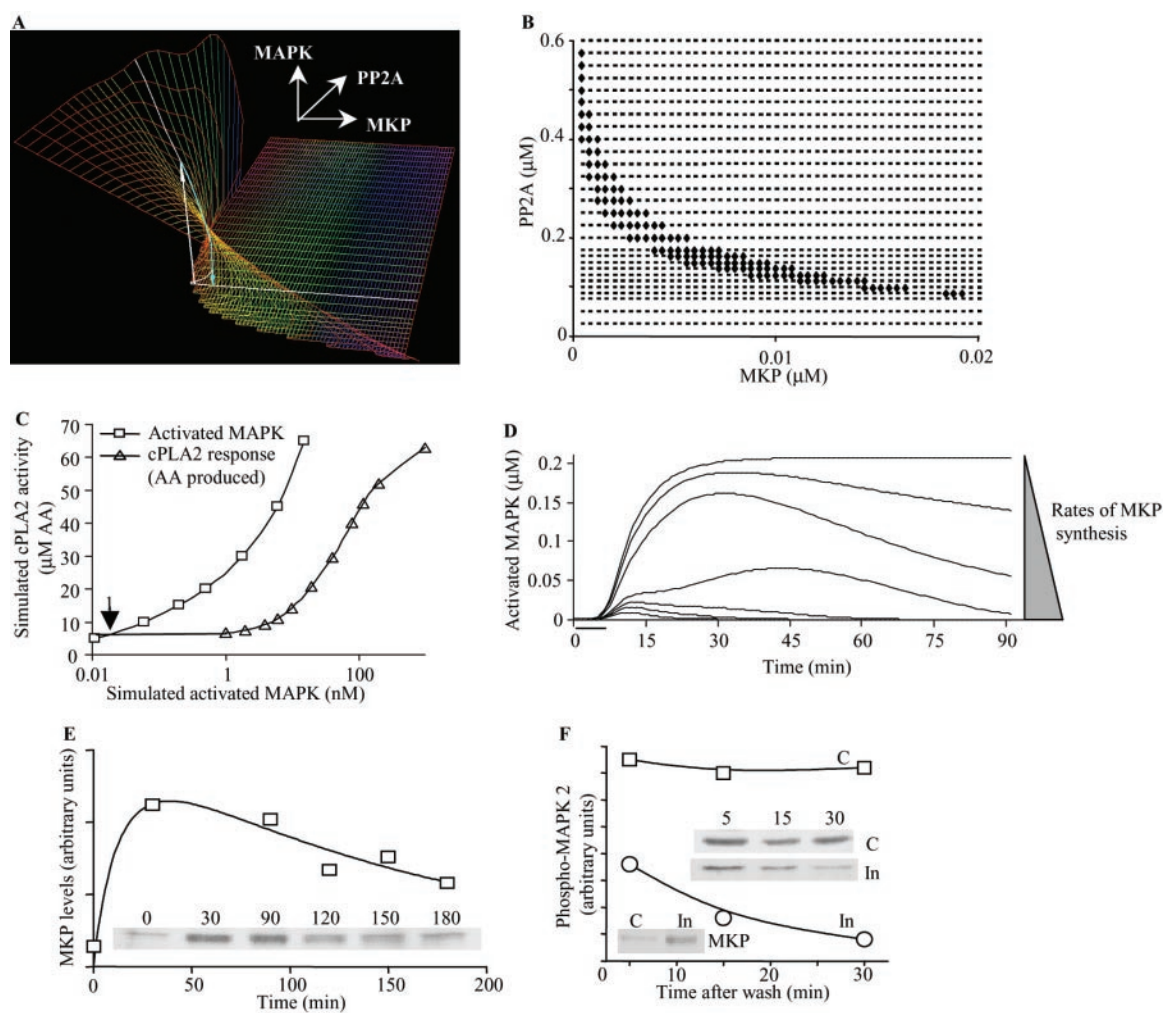 A
MAPK
PP2A
MKP
B
0.6
0.4
0.2
0
PP2A (μM)
0
0.01
0.02
MKP (μM)
C
70
60
50
40
30
20
10
0
Simulated cPLA2 activity
(μM AA)
Activated MAPK
cPLA2 response
(AA produced)
0.01
1
100
Simulated activated MAPK (nM)
D
0.2
0.15
0.1
0.05
0
Activated MAPK (μM)
15
30
45
60
75
90
Time (min)
Rates of MKP
synthesis
E
MKP levels (arbitrary units)
0 30 90 120 150 180
0
50
100
150
200
Time (min)
F
Phospho-MAPK 2
(arbitrary units)
C
5 15 30
C
In
C In
MKP
In
0
10
20
30
Time after wash (min)